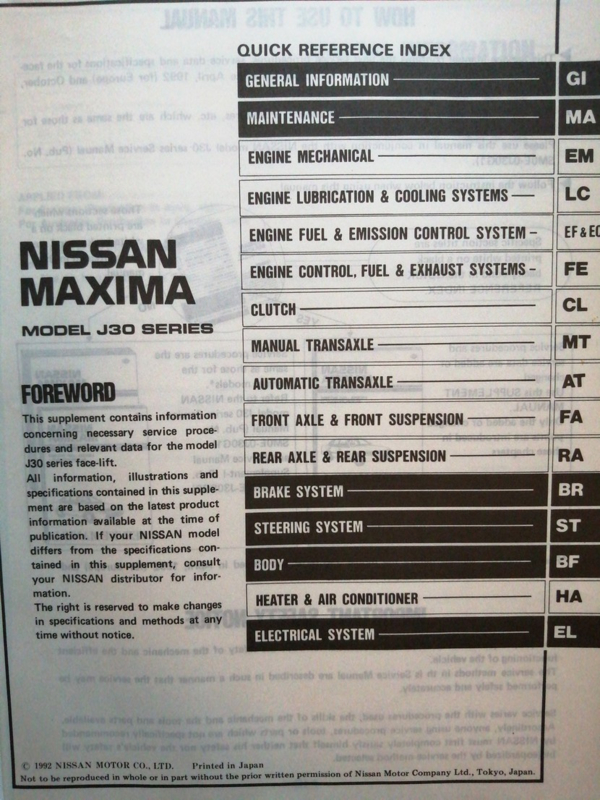 QUICK REFERENCE INDEX
GENERAL INFORMATION GI
MAINTENANCE MA
ENGINE MECHANICAL EM
ENGINE LUBRICATION & COOLING SYSTEMS LC
ENGINE FUEL & EMISSION CONTROL SYSTEM EF & EC
ENGINE CONTROL, FUEL & EXHAUST SYSTEMS FE
CLUTCH CL
MANUAL TRANSAXLE MT
AUTOMATIC TRANSAXLE AT
FRONT AXLE & FRONT SUSPENSION FA
REAR AXLE & REAR SUSPENSION RA
BRAKE SYSTEM BR
STEERING SYSTEM ST
BODY BF
HEATER & AIR CONDITIONER HA
ELECTRICAL SYSTEM EL
NISSAN
MAXIMA
MODEL J30 SERIES
FOREWORD
This supplement contains information
concerning necessary service proce-
dures and relevant data for the model
J30 series face-lift.
All information, illustrations and
specifications contained in this supple-
ment are based on the latest product
information available at the time of
publication. If your NISSAN model
differs from the specifications con-
tained in this supplement, consult
your NISSAN distributor for infor-
mation.
The right is reserved to make changes
in specifications and methods at any
time without notice.
© 1992 NISSAN MOTOR CO., LTD. Printed in Japan
Not to be reproduced in whole or in part without the prior written permission of Nissan Motor Company Ltd., Tokyo, Japan.